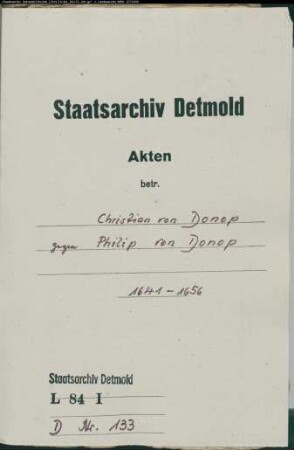 Staatsarchiv Detmold
Akten
betr.
Christian von Donop
gegen Philip von Donop
1641 - 1656
Staatsarchiv Detmold
L 84 I
D Nr. 133